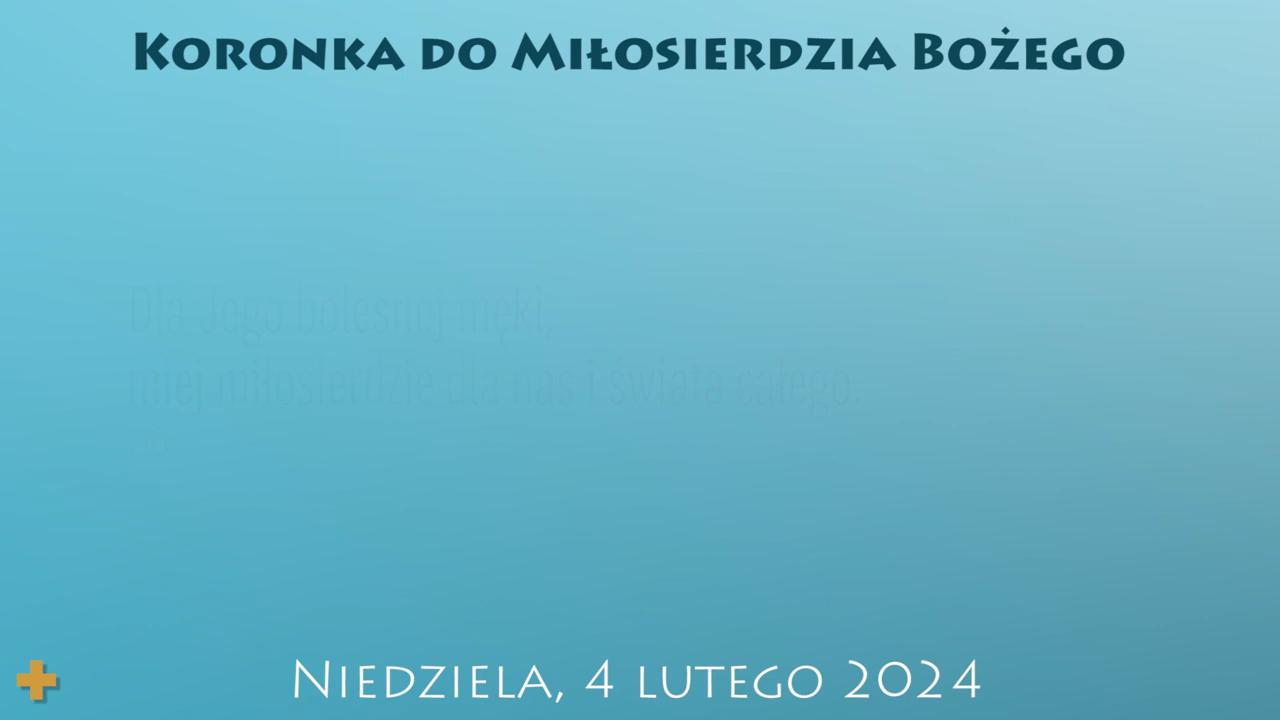 Koronka do Miłosierdzia Bożego
Dla Jego bolesnej męki,
miej miłosierdzie dla nas i świata całego.
Niedziela, 4 lutego 2024